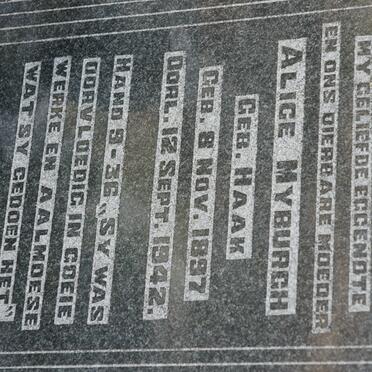 MY GELIEFDE EGGENOTE
EN ONS DIERBARE MOEDER
ALICE MYBURGH
GEB. HAAK
GEB. 8 NOV. 1897
OORL. 12 SEPT. 1942.
HAND 9-36 „SY WAS
OORVLOEDIG IN GOEIE
WERKE EN AALMOESE
WAT SY GEDOEN HET"